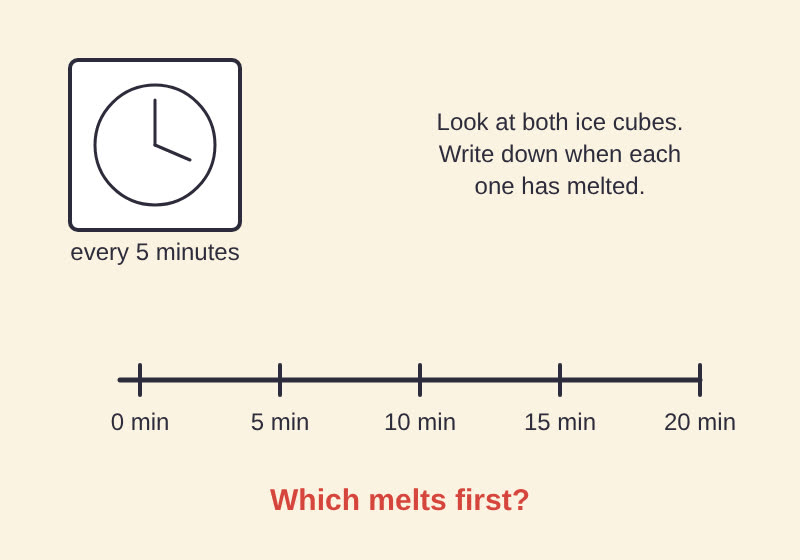 Look at both ice cubes.
Write down when each
one has melted.
every 5 minutes
0 min
5 min
10 min
15 min
20 min
Which melts first?